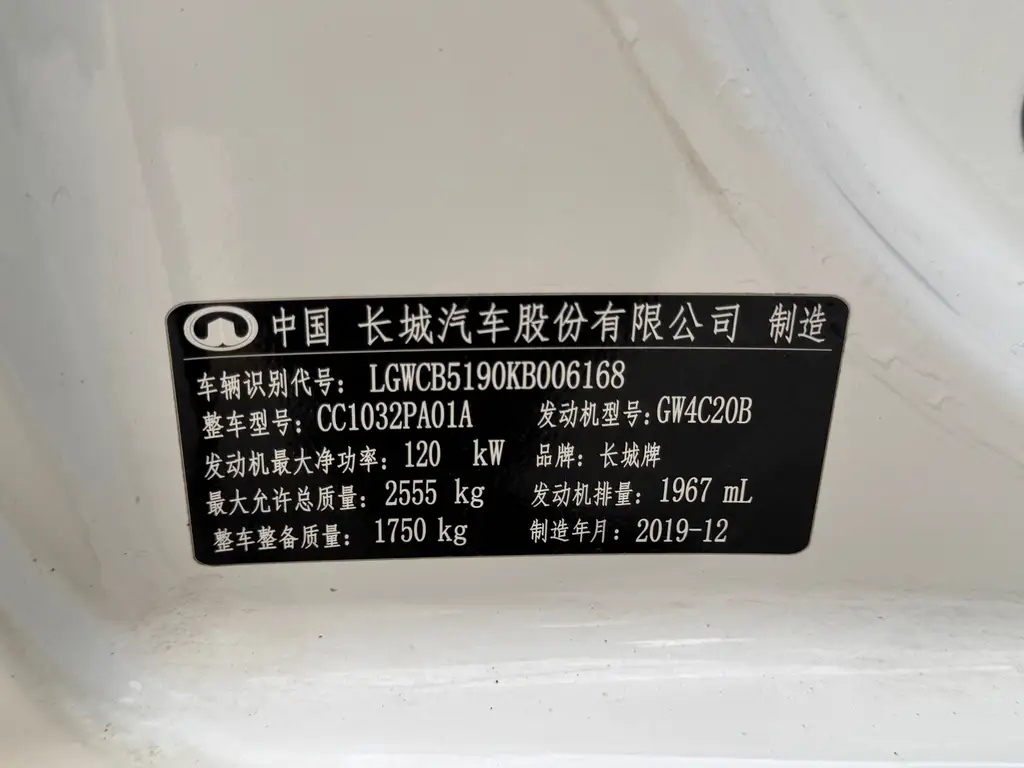 中国 长城汽车股份有限公司 制造
车辆识别代号：LGWCB5190KB006168
整车型号：CC1032PA01A 发动机型号：GW4C20B
发动机最大净功率：120 kW 品牌：长城牌
最大允许总质量：2555 kg 发动机排量：1967 mL
整车整备质量：1750 kg 制造年月：2019-12